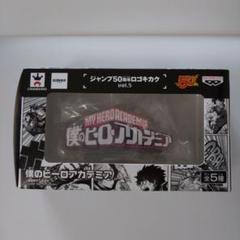 ジャンプ50周年ロゴキカク
vol.5
MY HERO ACADEMIA
僕のヒーローアカデミア
BANPRESTO
僕のヒーローアカデミア
全5種